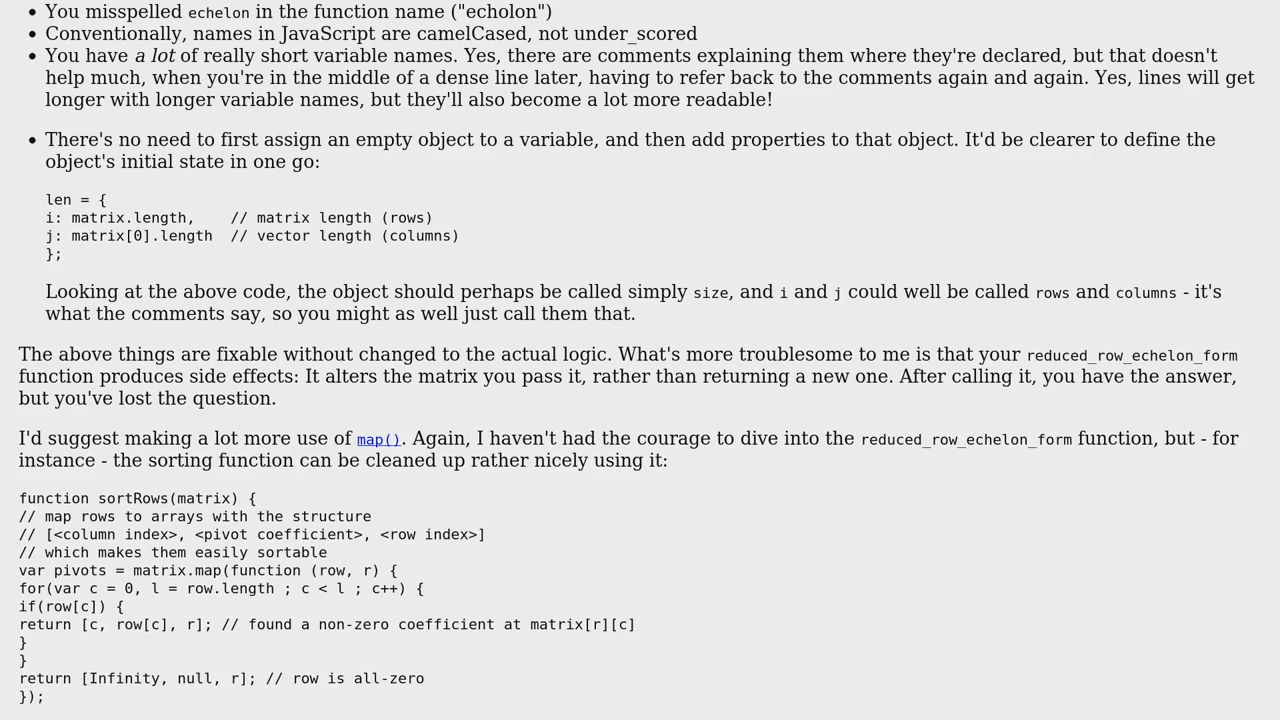 You misspelled echelon in the function name ("echolon")
Conventionally, names in JavaScript are camelCased, not under_scored
You have a lot of really short variable names. Yes, there are comments explaining them where they're declared, but that doesn't
help much, when you're in the middle of a dense line later, having to refer back to the comments again and again. Yes, lines will get
longer with longer variable names, but they'll also become a lot more readable!
There's no need to first assign an empty object to a variable, and then add properties to that object. It'd be clearer to define the
object's initial state in one go:
len = {
i: matrix.length,    // matrix length (rows)
j: matrix[0].length  // vector length (columns)
};
Looking at the above code, the object should perhaps be called simply size, and i and j could well be called rows and columns - it's
what the comments say, so you might as well just call them that.
The above things are fixable without changed to the actual logic. What's more troublesome to me is that your reduced_row_echelon_form
function produces side effects: It alters the matrix you pass it, rather than returning a new one. After calling it, you have the answer,
but you've lost the question.
I'd suggest making a lot more use of map(). Again, I haven't had the courage to dive into the reduced_row_echelon_form function, but - for
instance - the sorting function can be cleaned up rather nicely using it:
function sortRows(matrix) {
// map rows to arrays with the structure
// [<column index>, <pivot coefficient>, <row index>]
// which makes them easily sortable
var pivots = matrix.map(function (row, r) {
for(var c = 0, l = row.length ; c < l ; c++) {
if(row[c]) {
return [c, row[c], r]; // found a non-zero coefficient at matrix[r][c]
}
}
return [Infinity, null, r]; // row is all-zero
});